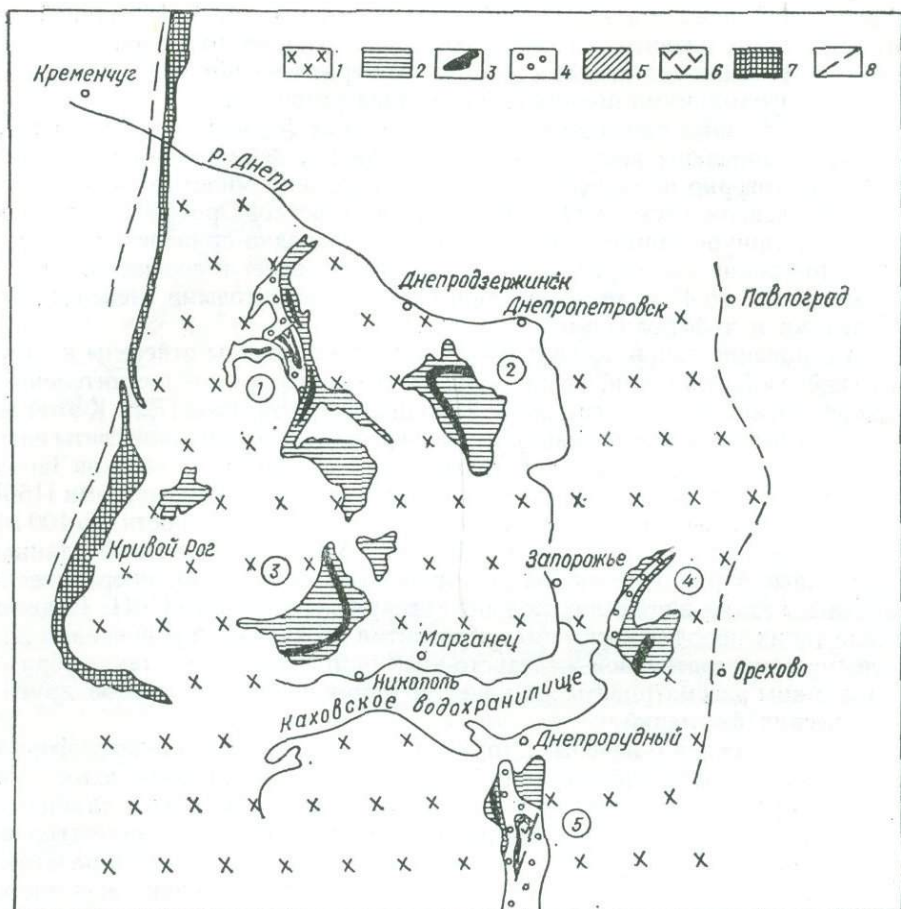 1 2 3 4 5 6 7 8
Кременчуг
р. Днепр
Днепродзержинск
Павлоград
Днепропетровск
1
2
Кривой Рог
3
Запорожье
4
Марганец
Орехово
Никополь
Каховское водохранилище
Днепрорудный
5